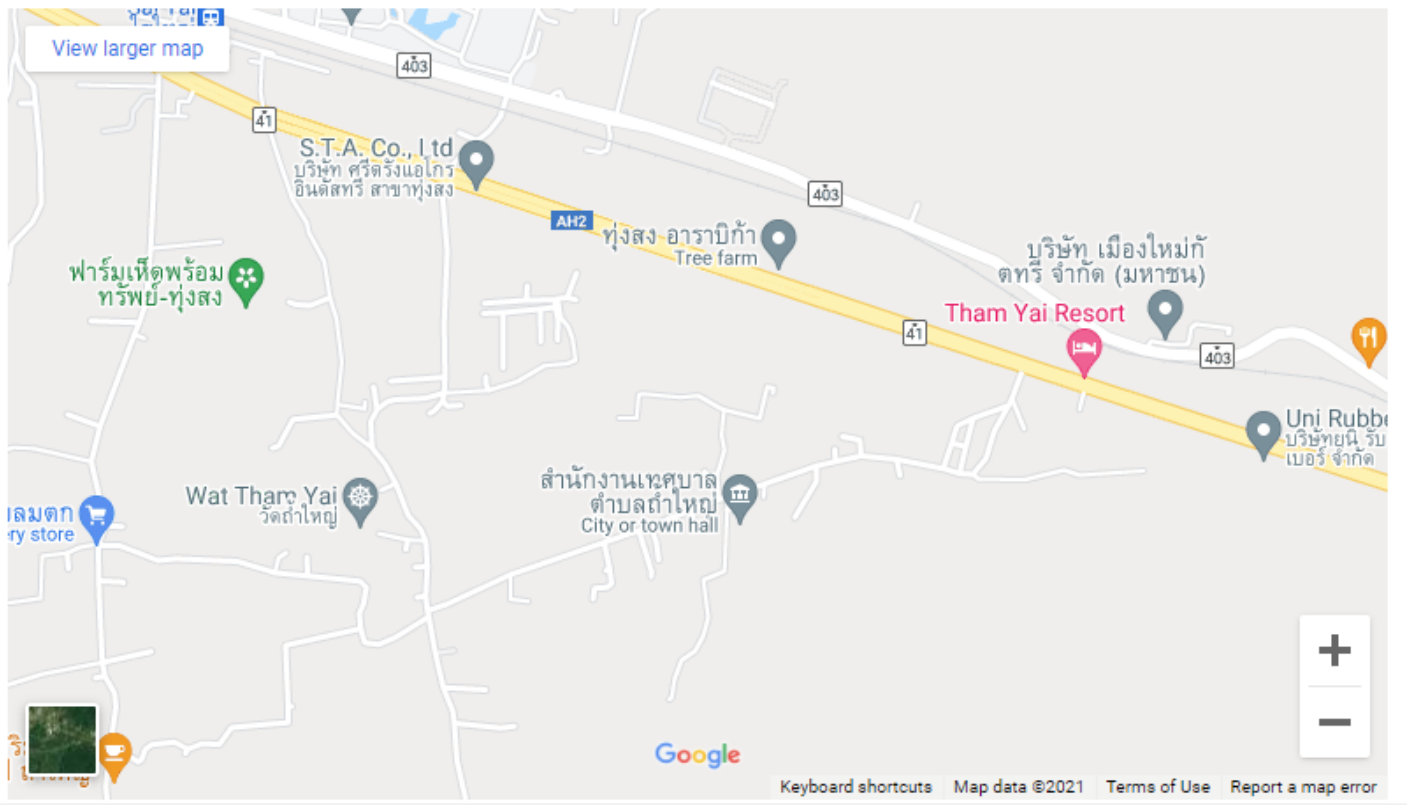 View larger map
403
41
S.T.A. Co., Ltd
บริษัท ศรีตรังแอโกร
อินดัสทรี สาขาทุ่งสง
403
AH2
ทุ่งสง อาราบิก้า
Tree farm
บริษัท เมืองใหม่กั
ตทรี จำกัด (มหาชน)
ฟาร์มเห็ดพร้อม
ทรัพย์-ทุ่งสง
Tham Yai Resort
41
403
Uni Rubbe
บริษัทยูนิ รับ
เบอร์ จำกัด
สำนักงานเทศบาล
ตำบลถ้ำใหญ่
City or town hall
Wat Tham Yai
วัดถ้ำใหญ่
ลมตก
ry store
Google
Keyboard shortcuts Map data ©2021 Terms of Use Report a map error